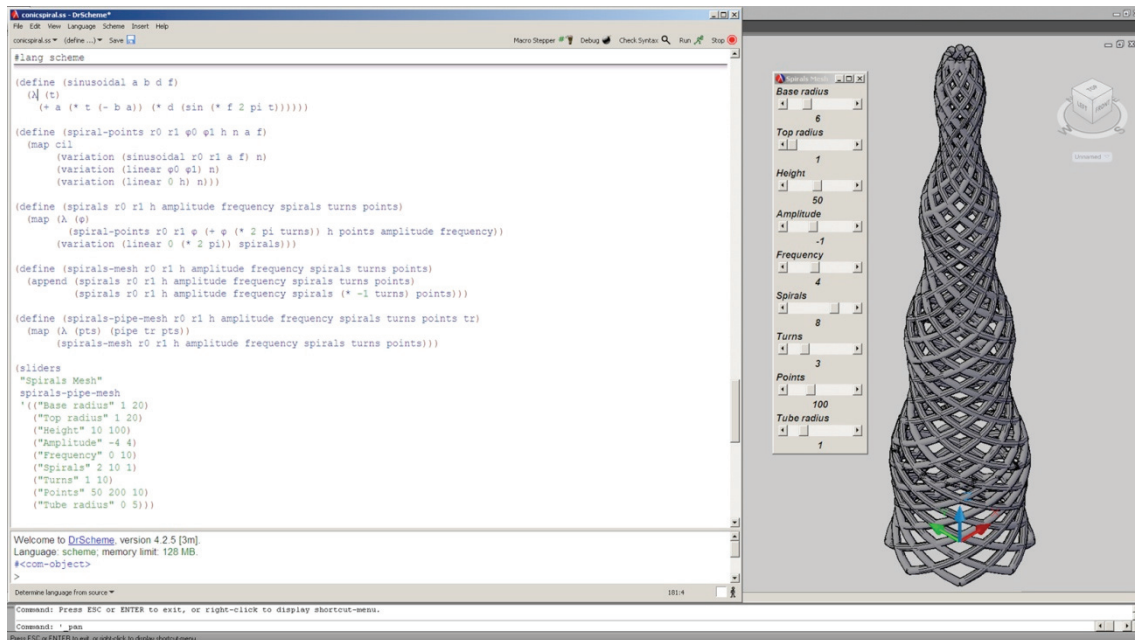 conicspiral.ss - DrScheme*
File Edit View Language Scheme Insert Help
conicspiral.ss (define ...) Save Macro Stepper Debug Check Syntax Run Stop
#lang scheme
(define (sinusoidal a b d f)
(λ (t)
(+ a (* t (- b a)) (* d (sin (* f 2 pi t))))))
(define (spiral-points r0 r1 φ0 φ1 h n a f)
(map cil
(variation (sinusoidal r0 r1 a f) n)
(variation (linear φ0 φ1) n)
(variation (linear 0 h) n)))
(define (spirals r0 r1 h amplitude frequency spirals turns points)
(map (λ (φ)
(spiral-points r0 r1 φ (+ φ (* 2 pi turns)) h points amplitude frequency))
(variation (linear 0 (* 2 pi)) spirals)))
(define (spirals-mesh r0 r1 h amplitude frequency spirals turns points)
(append (spirals r0 r1 h amplitude frequency spirals turns points)
(spirals r0 r1 h amplitude frequency spirals (* -1 turns) points)))
(define (spirals-pipe-mesh r0 r1 h amplitude frequency spirals turns points tr)
(map (λ (pts) (pipe tr pts))
(spirals-mesh r0 r1 h amplitude frequency spirals turns points)))
(sliders
"Spirals Mesh"
spirals-pipe-mesh
'(("Base radius" 1 20)
("Top radius" 1 20)
("Height" 10 100)
("Amplitude" -4 4)
("Frequency" 0 10)
("Spirals" 2 10 1)
("Turns" 1 10)
("Points" 50 200 10)
("Tube radius" 0 5)))
Welcome to DrScheme, version 4.2.5 [3m].
Language: scheme; memory limit: 128 MB.
#<com-object>
>
Determine language from source 181:4
Command: Press ESC or ENTER to exit, or right-click to display shortcut-menu.
Command: '_pan
Press ESC or ENTER to exit, or right-click to display shortcut-menu.
Spirals Mesh
Base radius
6
Top radius
1
Height
50
Amplitude
-1
Frequency
4
Spirals
8
Turns
3
Points
100
Tube radius
1
TOP
LEFT FRONT
Unnamed